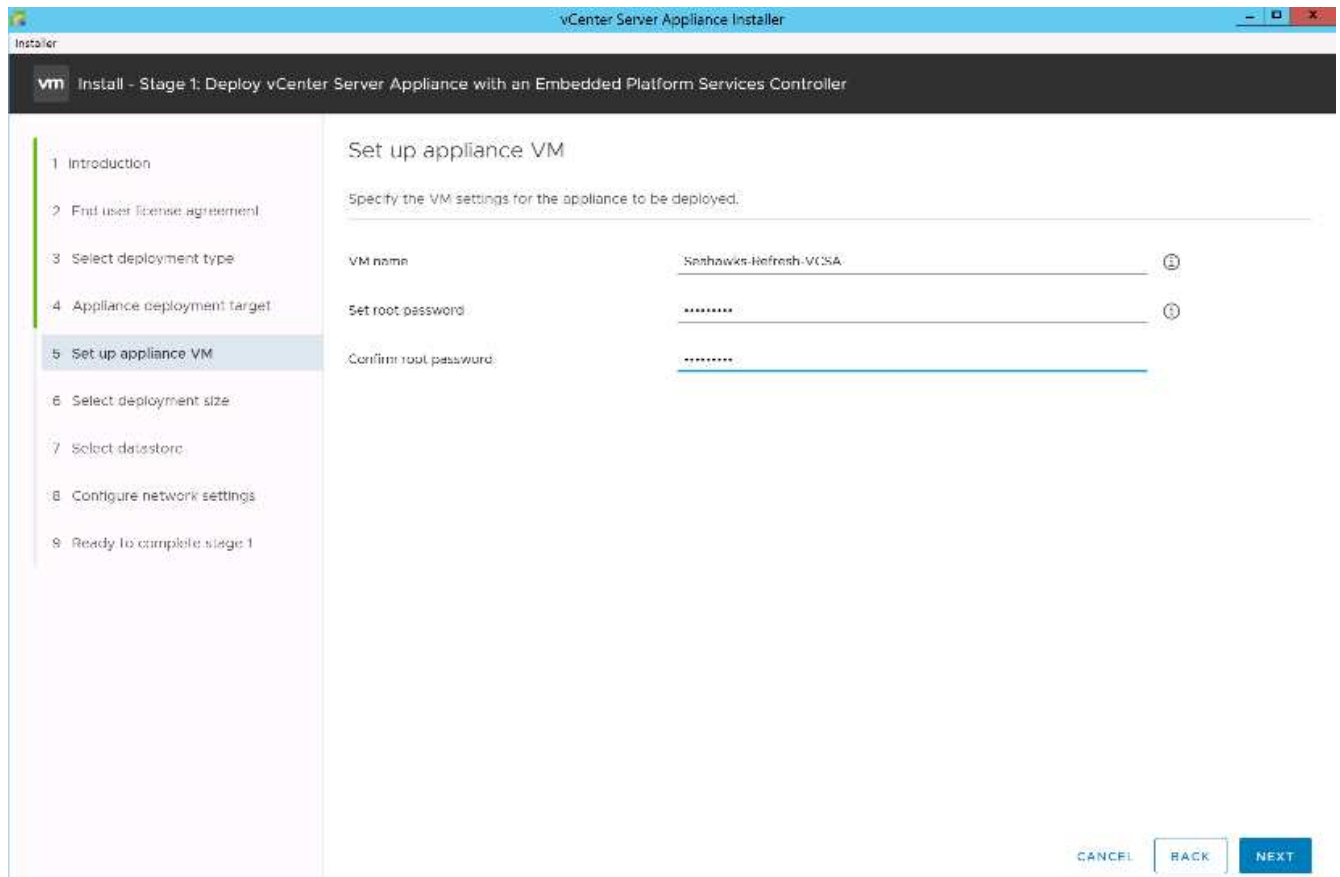 vCenter Server Appliance Installer
Installer
vm Install - Stage 1: Deploy vCenter Server Appliance with an Embedded Platform Services Controller
1 Introduction
2 End user license agreement
3 Select deployment type
4 Appliance deployment target
5 Set up appliance VM
6 Select deployment size
7 Select datastore
8 Configure network settings
9 Ready to complete stage 1
Set up appliance VM
Specify the VM settings for the appliance to be deployed.
VM name
Seahawks-Refresh-VCSA
Set root password
•••••••••
Confirm root password
•••••••••
CANCEL BACK NEXT